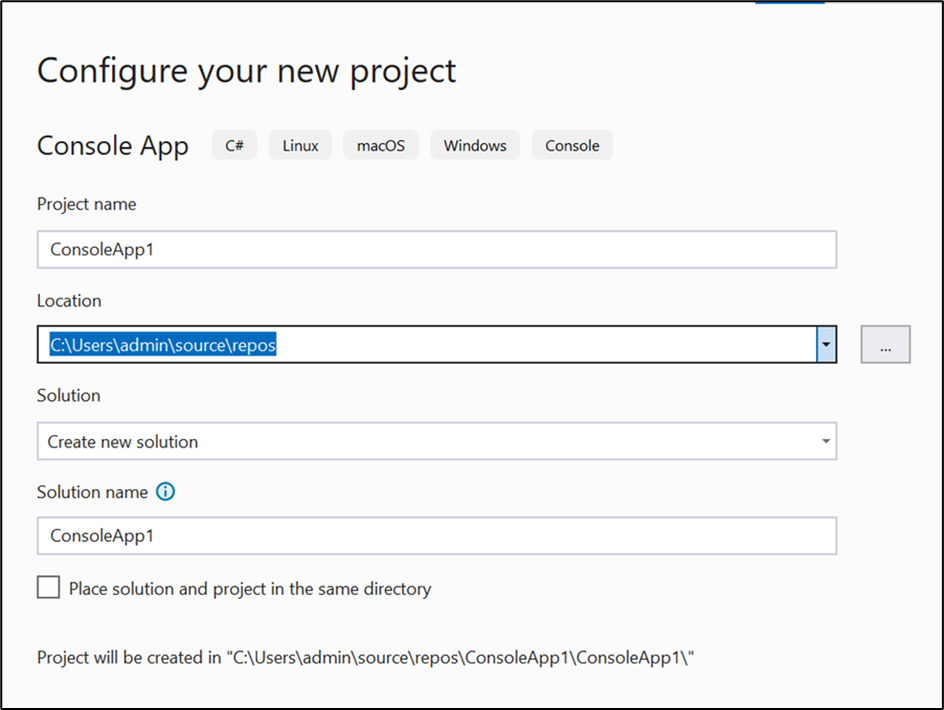 Configure your new project
Console App C# Linux macOS Windows Console
Project name
ConsoleApp1
Location
C:\Users\admin\source\repos
...
Solution
Create new solution
Solution name
ConsoleApp1
Place solution and project in the same directory
Project will be created in "C:\Users\admin\source\repos\ConsoleApp1\ConsoleApp1\"